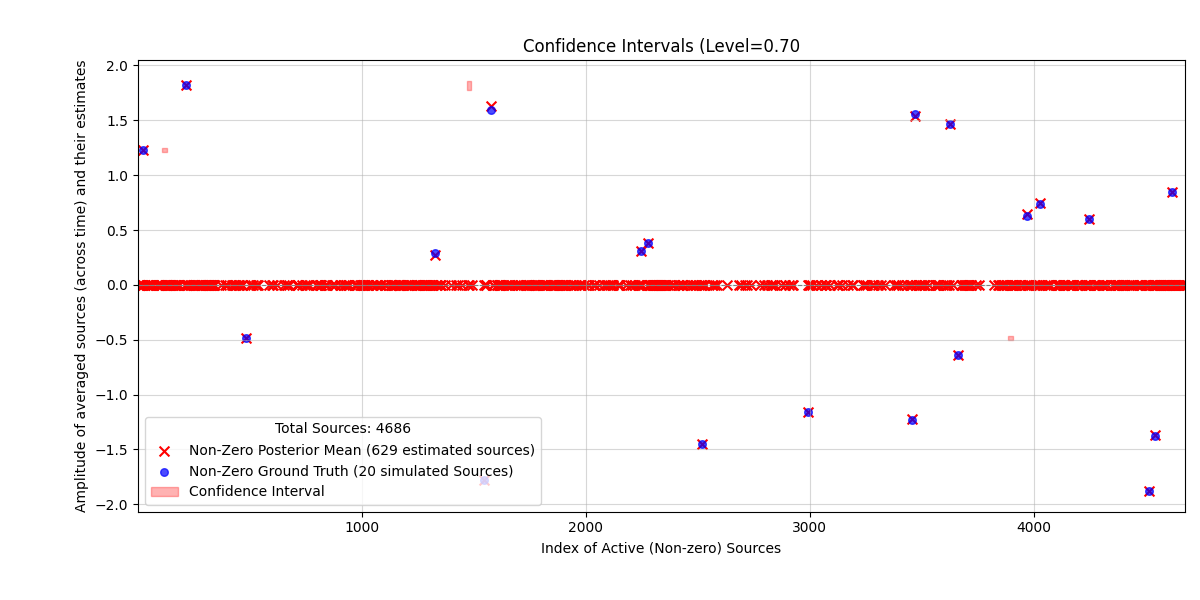 Confidence Intervals (Level=0.70
Amplitude of averaged sources (across time) and their estimates
2.0
1.5
1.0
0.5
0.0
−0.5
−1.0
−1.5
−2.0
Total Sources: 4686
Non-Zero Posterior Mean (629 estimated sources)
Non-Zero Ground Truth (20 simulated Sources)
Confidence Interval
1000
2000
3000
4000
Index of Active (Non-zero) Sources